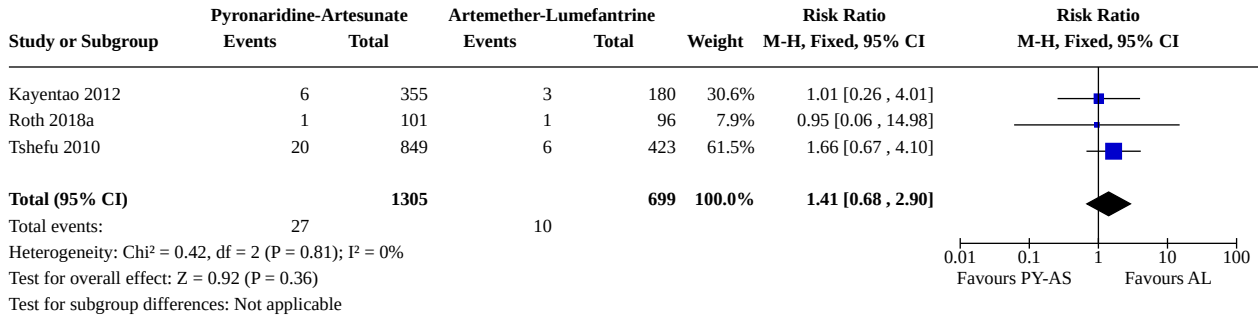 Pyronaridine-Artesunate Artemether-Lumefantrine Risk Ratio Risk Ratio
Study or Subgroup Events Total Events Total Weight M-H, Fixed, 95% CI M-H, Fixed, 95% CI
Kayentao 2012 6 355 3 180 30.6% 1.01 [0.26 , 4.01]
Roth 2018a 1 101 1 96 7.9% 0.95 [0.06 , 14.98]
Tshefu 2010 20 849 6 423 61.5% 1.66 [0.67 , 4.10]
Total (95% CI) 1305 699 100.0% 1.41 [0.68 , 2.90]
Total events: 27 10
Heterogeneity: Chi² = 0.42, df = 2 (P = 0.81); I² = 0%
0.01 0.1 1 10 100
Test for overall effect: Z = 0.92 (P = 0.36) Favours PY-AS Favours AL
Test for subgroup differences: Not applicable